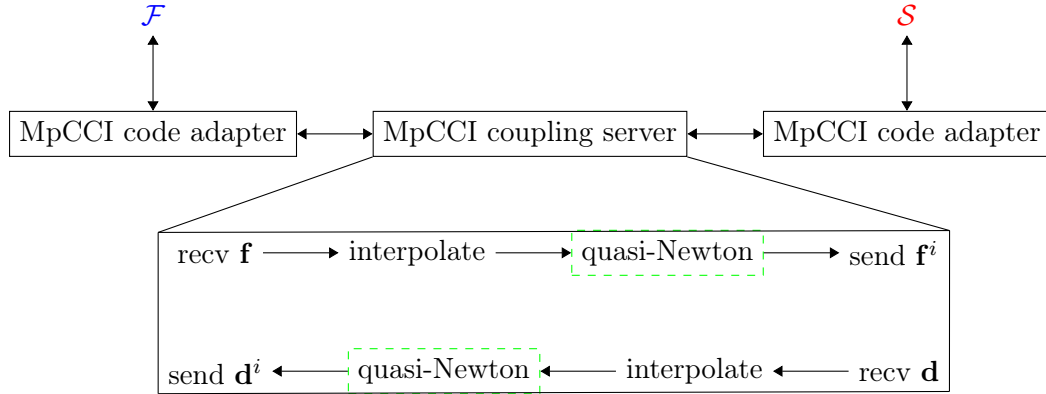 ℱ 𝒮
MpCCI code adapter MpCCI coupling server MpCCI code adapter
recv f interpolate quasi-Newton send fⁱ
send dⁱ quasi-Newton interpolate recv d